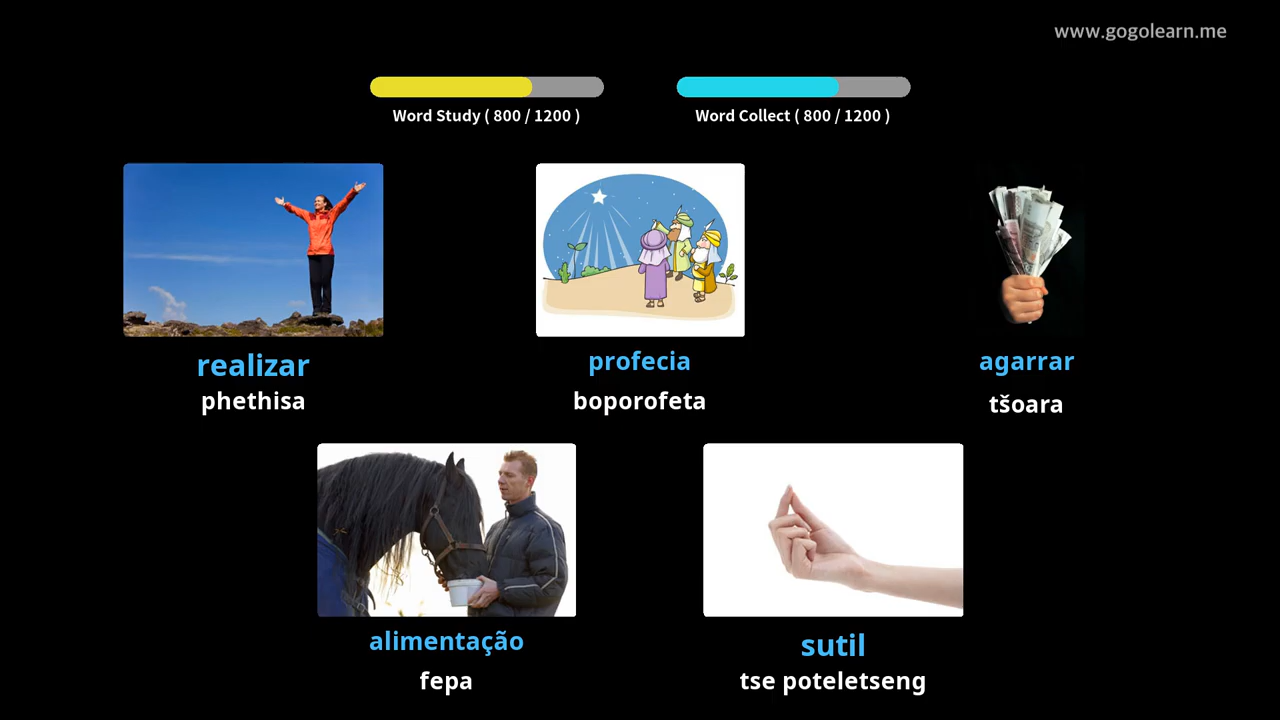 www.gogolearn.me
Word Study ( 800 / 1200 )
Word Collect ( 800 / 1200 )
realizar
phethisa
profecia
boporofeta
agarrar
tšoara
alimentação
fepa
sutil
tse poteletseng